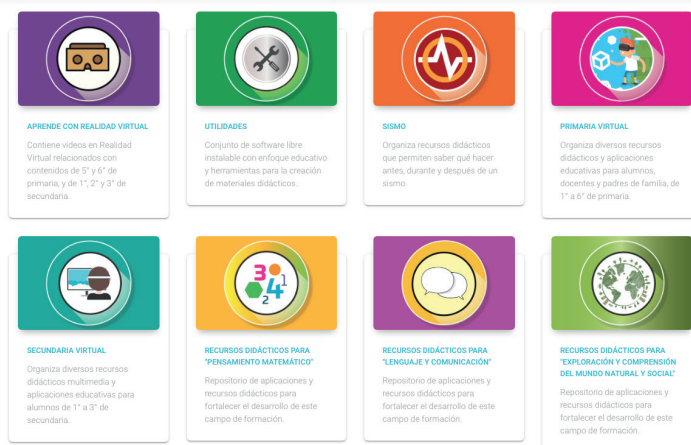 APRENDE CON REALIDAD VIRTUAL
Contiene videos en Realidad
Virtual relacionados con
contenidos de 5° y 6° de
primaria, y de 1°, 2° y 3° de
secundaria.
UTILIDADES
Conjunto de software libre
instalable con enfoque educativo
y herramientas para la creación
de materiales didácticos.
SISMO
Organiza recursos didácticos
que permiten saber qué hacer
antes, durante y después de un
sismo.
PRIMARIA VIRTUAL
Organiza diversos recursos
didácticos y aplicaciones
educativas para alumnos,
docentes y padres de familia, de
1° a 6° de primaria.
SECUNDARIA VIRTUAL
Organiza diversos recursos
didácticos multimedia y
aplicaciones educativas para
alumnos de 1° a 3° de
secundaria.
3
4
1
2
RECURSOS DIDÁCTICOS PARA
"PENSAMIENTO MATEMÁTICO"
Repositorio de aplicaciones y
recursos didácticos para
fortalecer el desarrollo de este
campo de formación.
RECURSOS DIDÁCTICOS PARA
"LENGUAJE Y COMUNICACIÓN"
Repositorio de aplicaciones y
recursos didácticos para
fortalecer el desarrollo de este
campo de formación.
RECURSOS DIDÁCTICOS PARA
"EXPLORACIÓN Y COMPRENSIÓN
DEL MUNDO NATURAL Y SOCIAL"
Repositorio de aplicaciones y
recursos didácticos para
fortalecer el desarrollo de este
campo de formación.